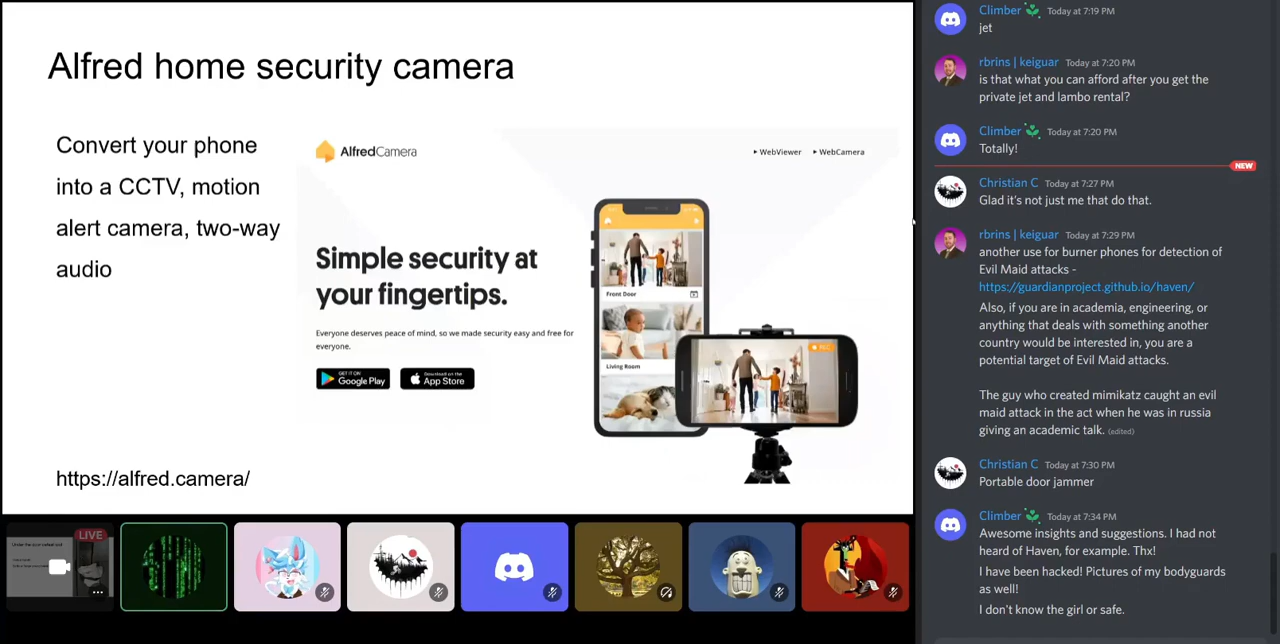 Alfred home security camera
Convert your phone
into a CCTV, motion
alert camera, two-way
audio
AlfredCamera
WebViewer
WebCamera
Simple security at
your fingertips.
Everyone deserves peace of mind, so we made security easy and free for
everyone.
GET IT ON
Google Play
Download on the
App Store
Front Door
Living Room
REC
https://alfred.camera/
LIVE
Climber Today at 7:19 PM
jet
rbrins | keiguar Today at 7:20 PM
is that what you can afford after you get the
private jet and lambo rental?
Climber Today at 7:20 PM
Totally!
NEW
Christian C Today at 7:27 PM
Glad it's not just me that do that.
rbrins | keiguar Today at 7:29 PM
another use for burner phones for detection of
Evil Maid attacks -
https://guardianproject.github.io/haven/
Also, if you are in academia, engineering, or
anything that deals with something another
country would be interested in, you are a
potential target of Evil Maid attacks.
The guy who created mimikatz caught an evil
maid attack in the act when he was in russia
giving an academic talk. (edited)
Christian C Today at 7:30 PM
Portable door jammer
Climber Today at 7:34 PM
Awesome insights and suggestions. I had not
heard of Haven, for example. Thx!
I have been hacked! Pictures of my bodyguards
as well!
I don't know the girl or safe.